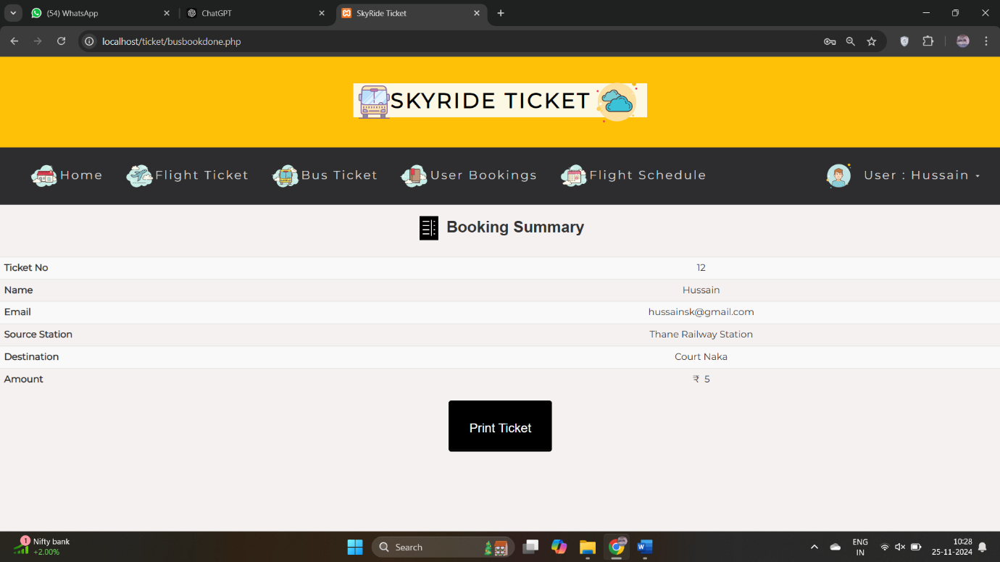 (54) WhatsApp
ChatGPT
SkyRide Ticket
localhost/ticket/busbookdone.php
SKYRIDE TICKET
Home Flight Ticket Bus Ticket User Bookings Flight Schedule User : Hussain
Booking Summary
Ticket No 12
Name Hussain
Email hussainsk@gmail.com
Source Station Thane Railway Station
Destination Court Naka
Amount ₹ 5
Print Ticket
1 Nifty bank
+2.00%
Search
ENG
IN
10:28
25-11-2024